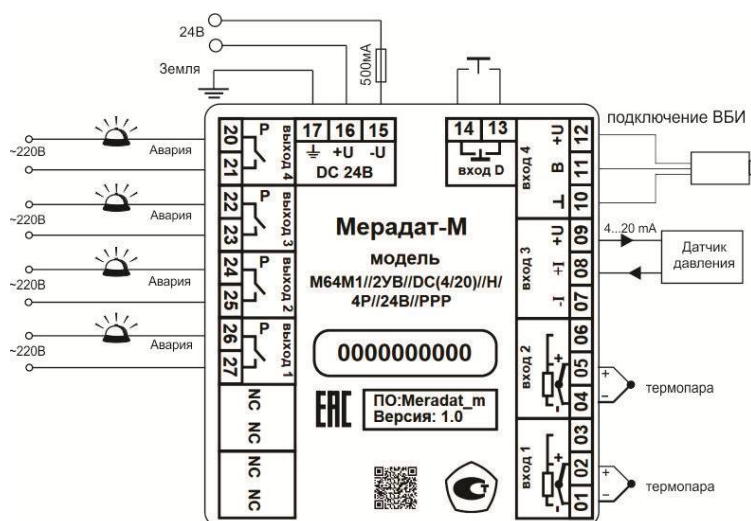 24В
500мА
Земля
подключение ВБИ
17 16 15
+U -U
DC 24В
14 13
вход D
20
21
Р
выход 4
~220В
Авария
22
23
выход 3
~220В
Авария
24
25
Р
выход 2
~220В
Авария
26
27
Р
выход 1
~220В
Авария
NC NC
NC NC
Мерадат-М
модель
М64М1//2УВ//DC(4/20)//Н/
4Р//24В//РРР
0000000000
ЕАС
ПО:Meradat_m
Версия: 1.0
Ст
вход 4
+U 12
В 11
10
вход 3
+U 09
+I 08
-I 07
4...20 mA
Датчик
давления
вход 2
06
+ 05
- 04
+
−
термопара
вход 1
03
+ 02
- 01
+
−
термопара